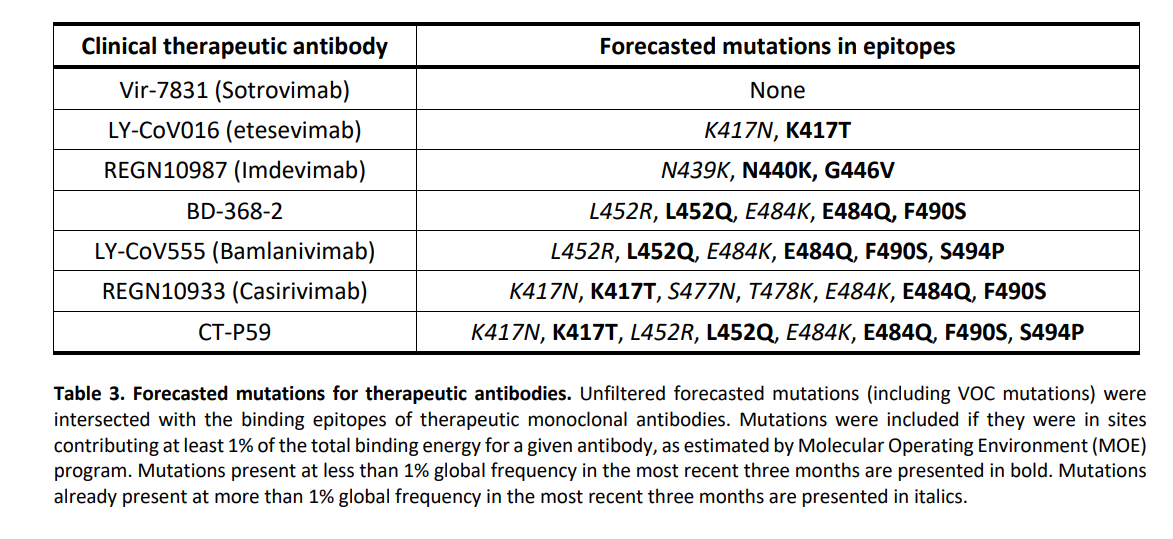 Clinical therapeutic antibody Forecasted mutations in epitopes
Vir-7831 (Sotrovimab) None
LY-CoV016 (etesevimab) K417N, K417T
REGN10987 (Imdevimab) N439K, N440K, G446V
BD-368-2 L452R, L452Q, E484K, E484Q, F490S
LY-CoV555 (Bamlanivimab) L452R, L452Q, E484K, E484Q, F490S, S494P
REGN10933 (Casirivimab) K417N, K417T, S477N, T478K, E484K, E484Q, F490S
CT-P59 K417N, K417T, L452R, L452Q, E484K, E484Q, F490S, S494P
Table 3. Forecasted mutations for therapeutic antibodies. Unfiltered forecasted mutations (including VOC mutations) were
intersected with the binding epitopes of therapeutic monoclonal antibodies. Mutations were included if they were in sites
contributing at least 1% of the total binding energy for a given antibody, as estimated by Molecular Operating Environment (MOE)
program. Mutations present at less than 1% global frequency in the most recent three months are presented in bold. Mutations
already present at more than 1% global frequency in the most recent three months are presented in italics.